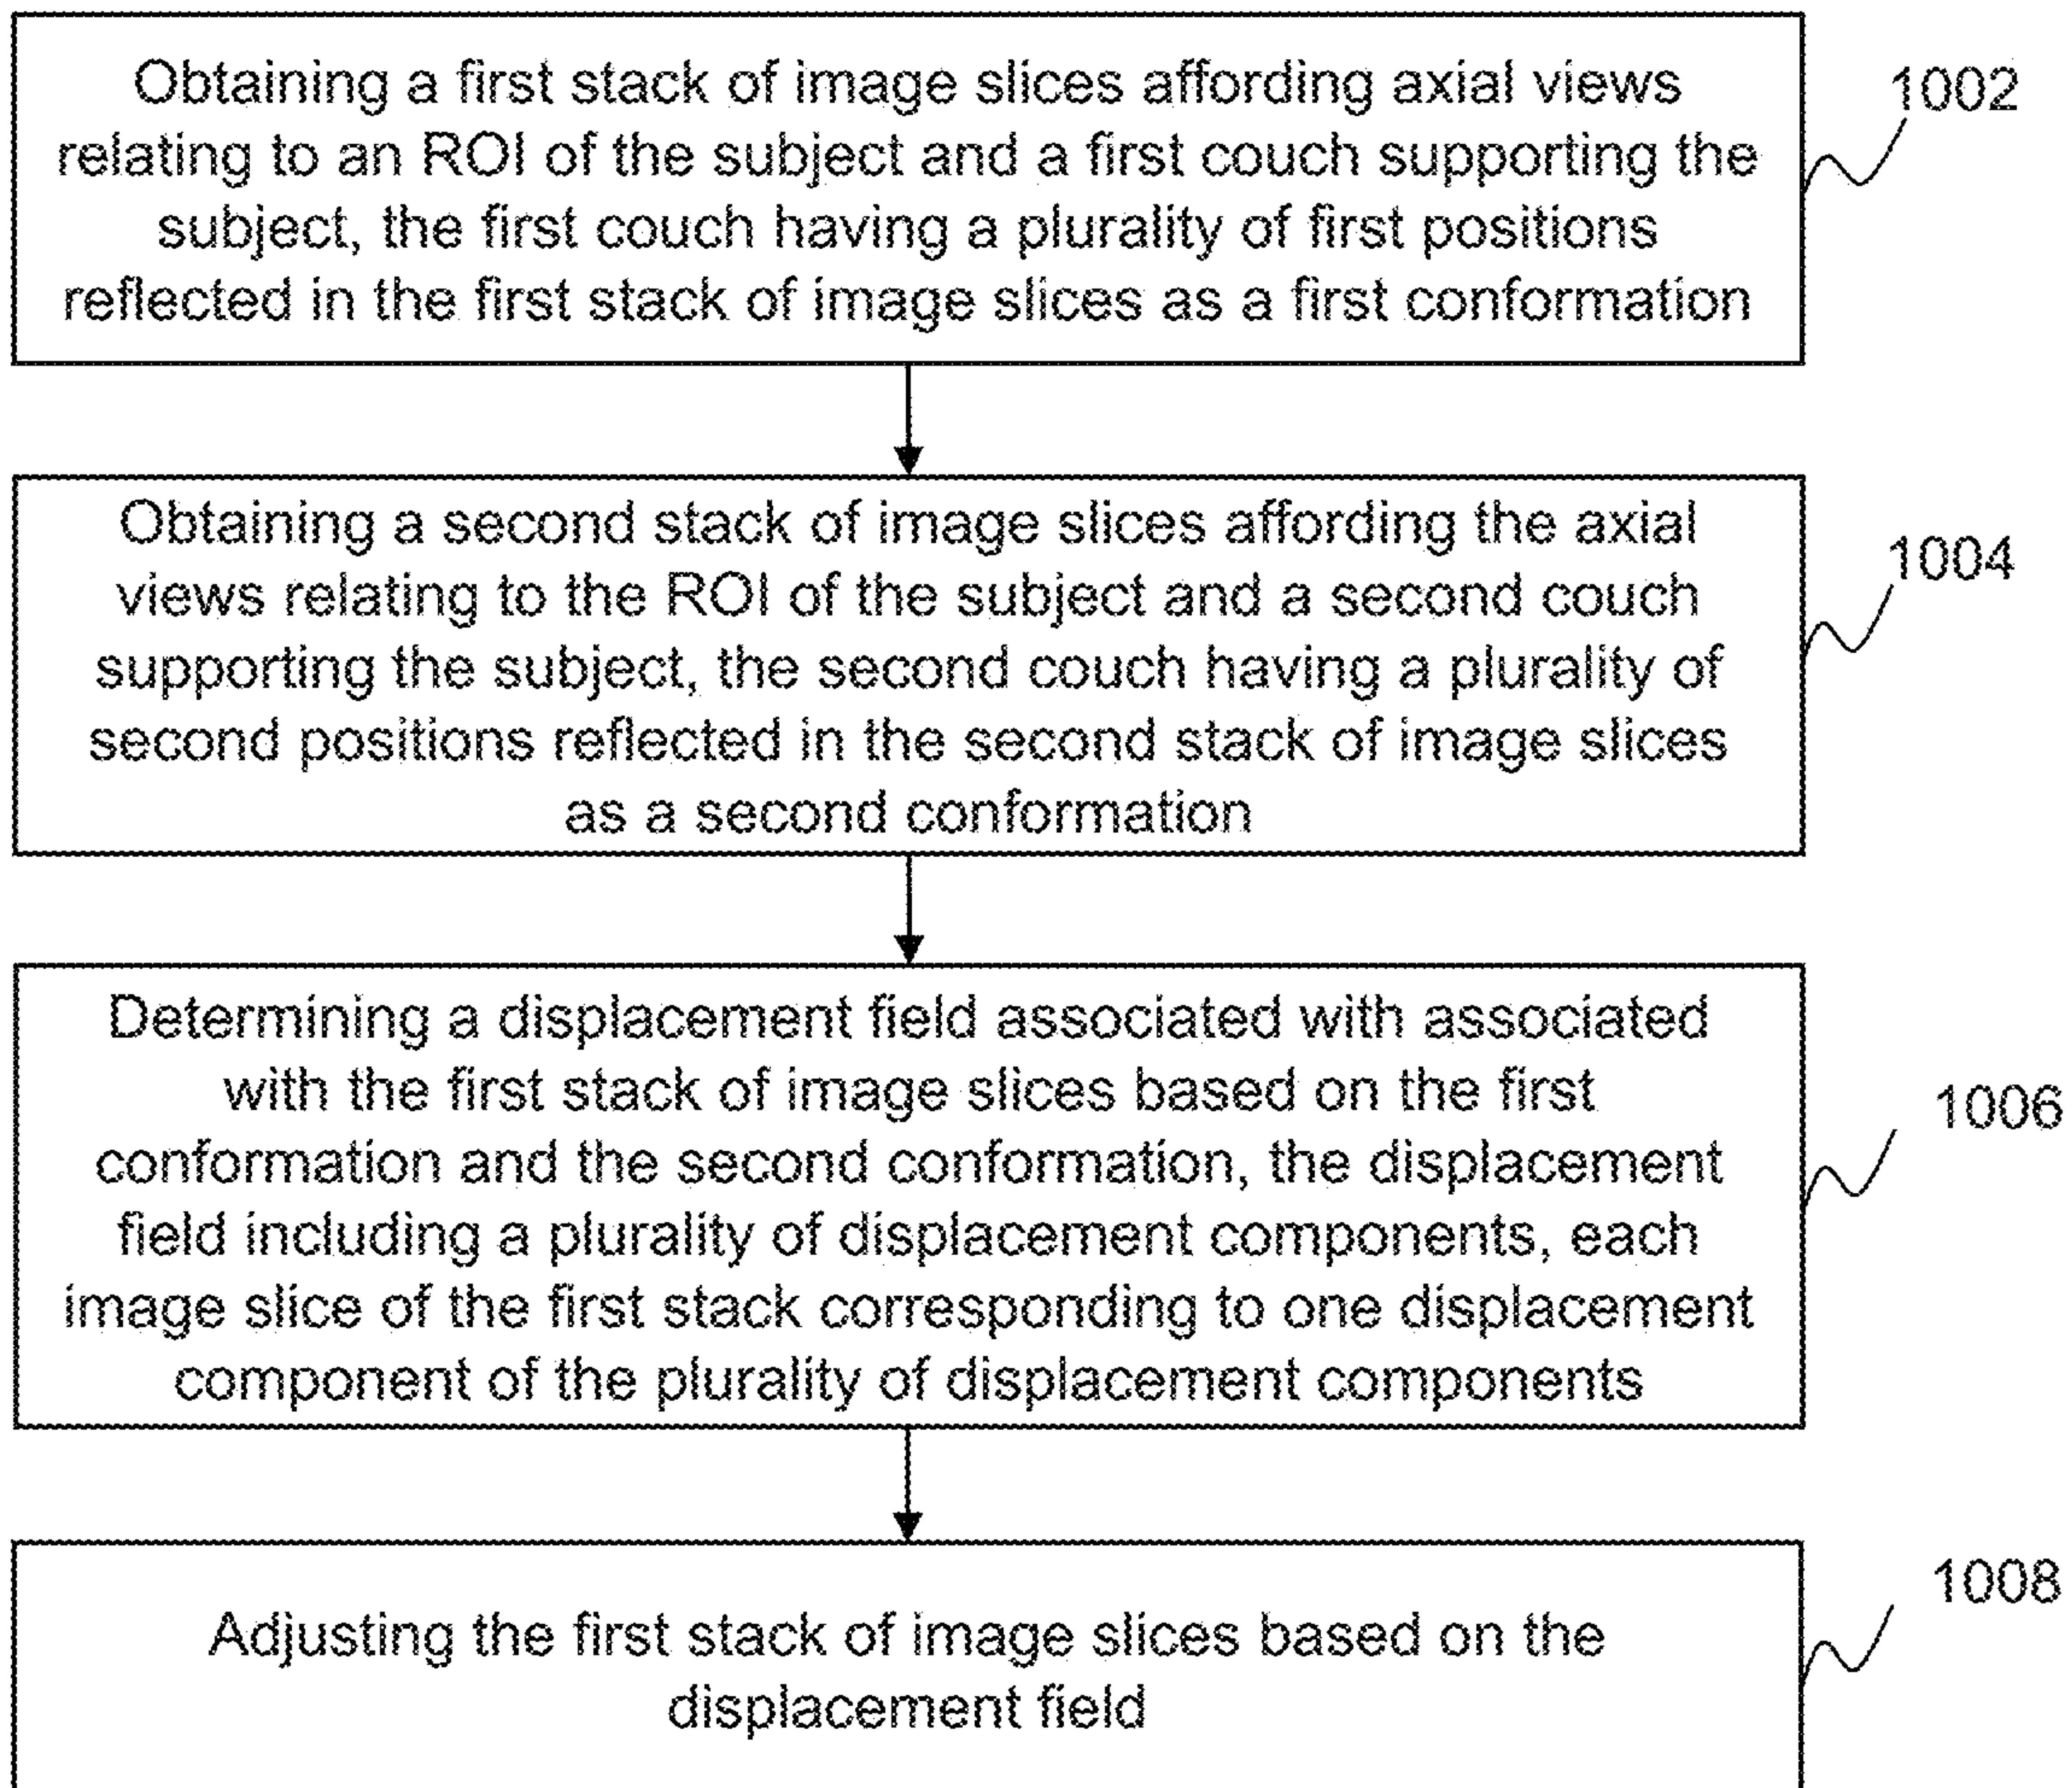 Obtaining a first stack of image slices affording axial views
relating to an ROI of the subject and a first couch supporting the
subject, the first couch having a plurality of first positions
reflected in the first stack of image slices as a first conformation
1002
Obtaining a second stack of image slices affording the axial
views relating to the ROI of the subject and a second couch
supporting the subject, the second couch having a plurality of
second positions reflected in the second stack of image slices
as a second conformation
1004
Determining a displacement field associated with associated
with the first stack of image slices based on the first
conformation and the second conformation, the displacement
field including a plurality of displacement components, each
image slice of the first stack corresponding to one displacement
component of the plurality of displacement components
1006
Adjusting the first stack of image slices based on the
displacement field
1008